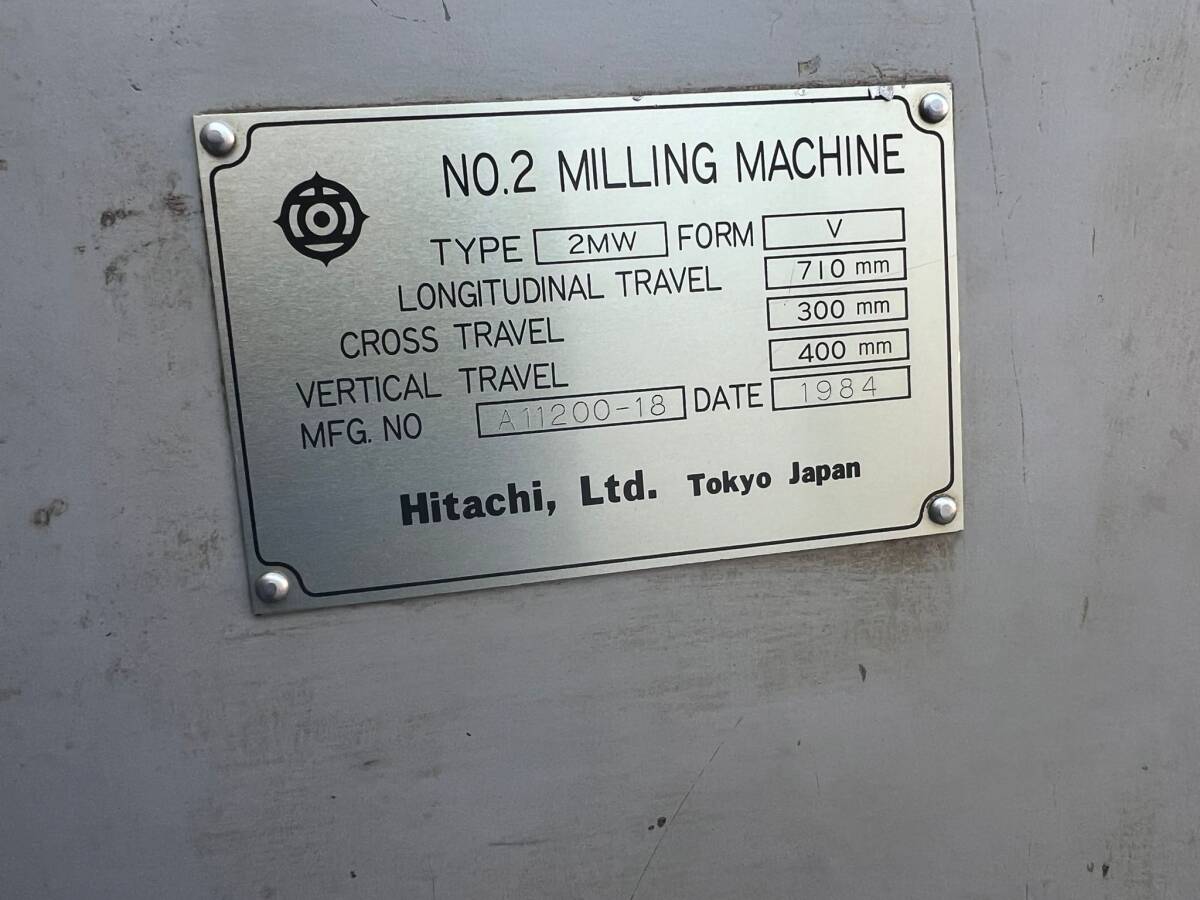 NO.2 MILLING MACHINE
TYPE 2MW FORM V
LONGITUDINAL TRAVEL 710 mm
CROSS TRAVEL 300 mm
VERTICAL TRAVEL 400 mm
MFG. NO A11200-18 DATE 1984
Hitachi, Ltd. Tokyo Japan